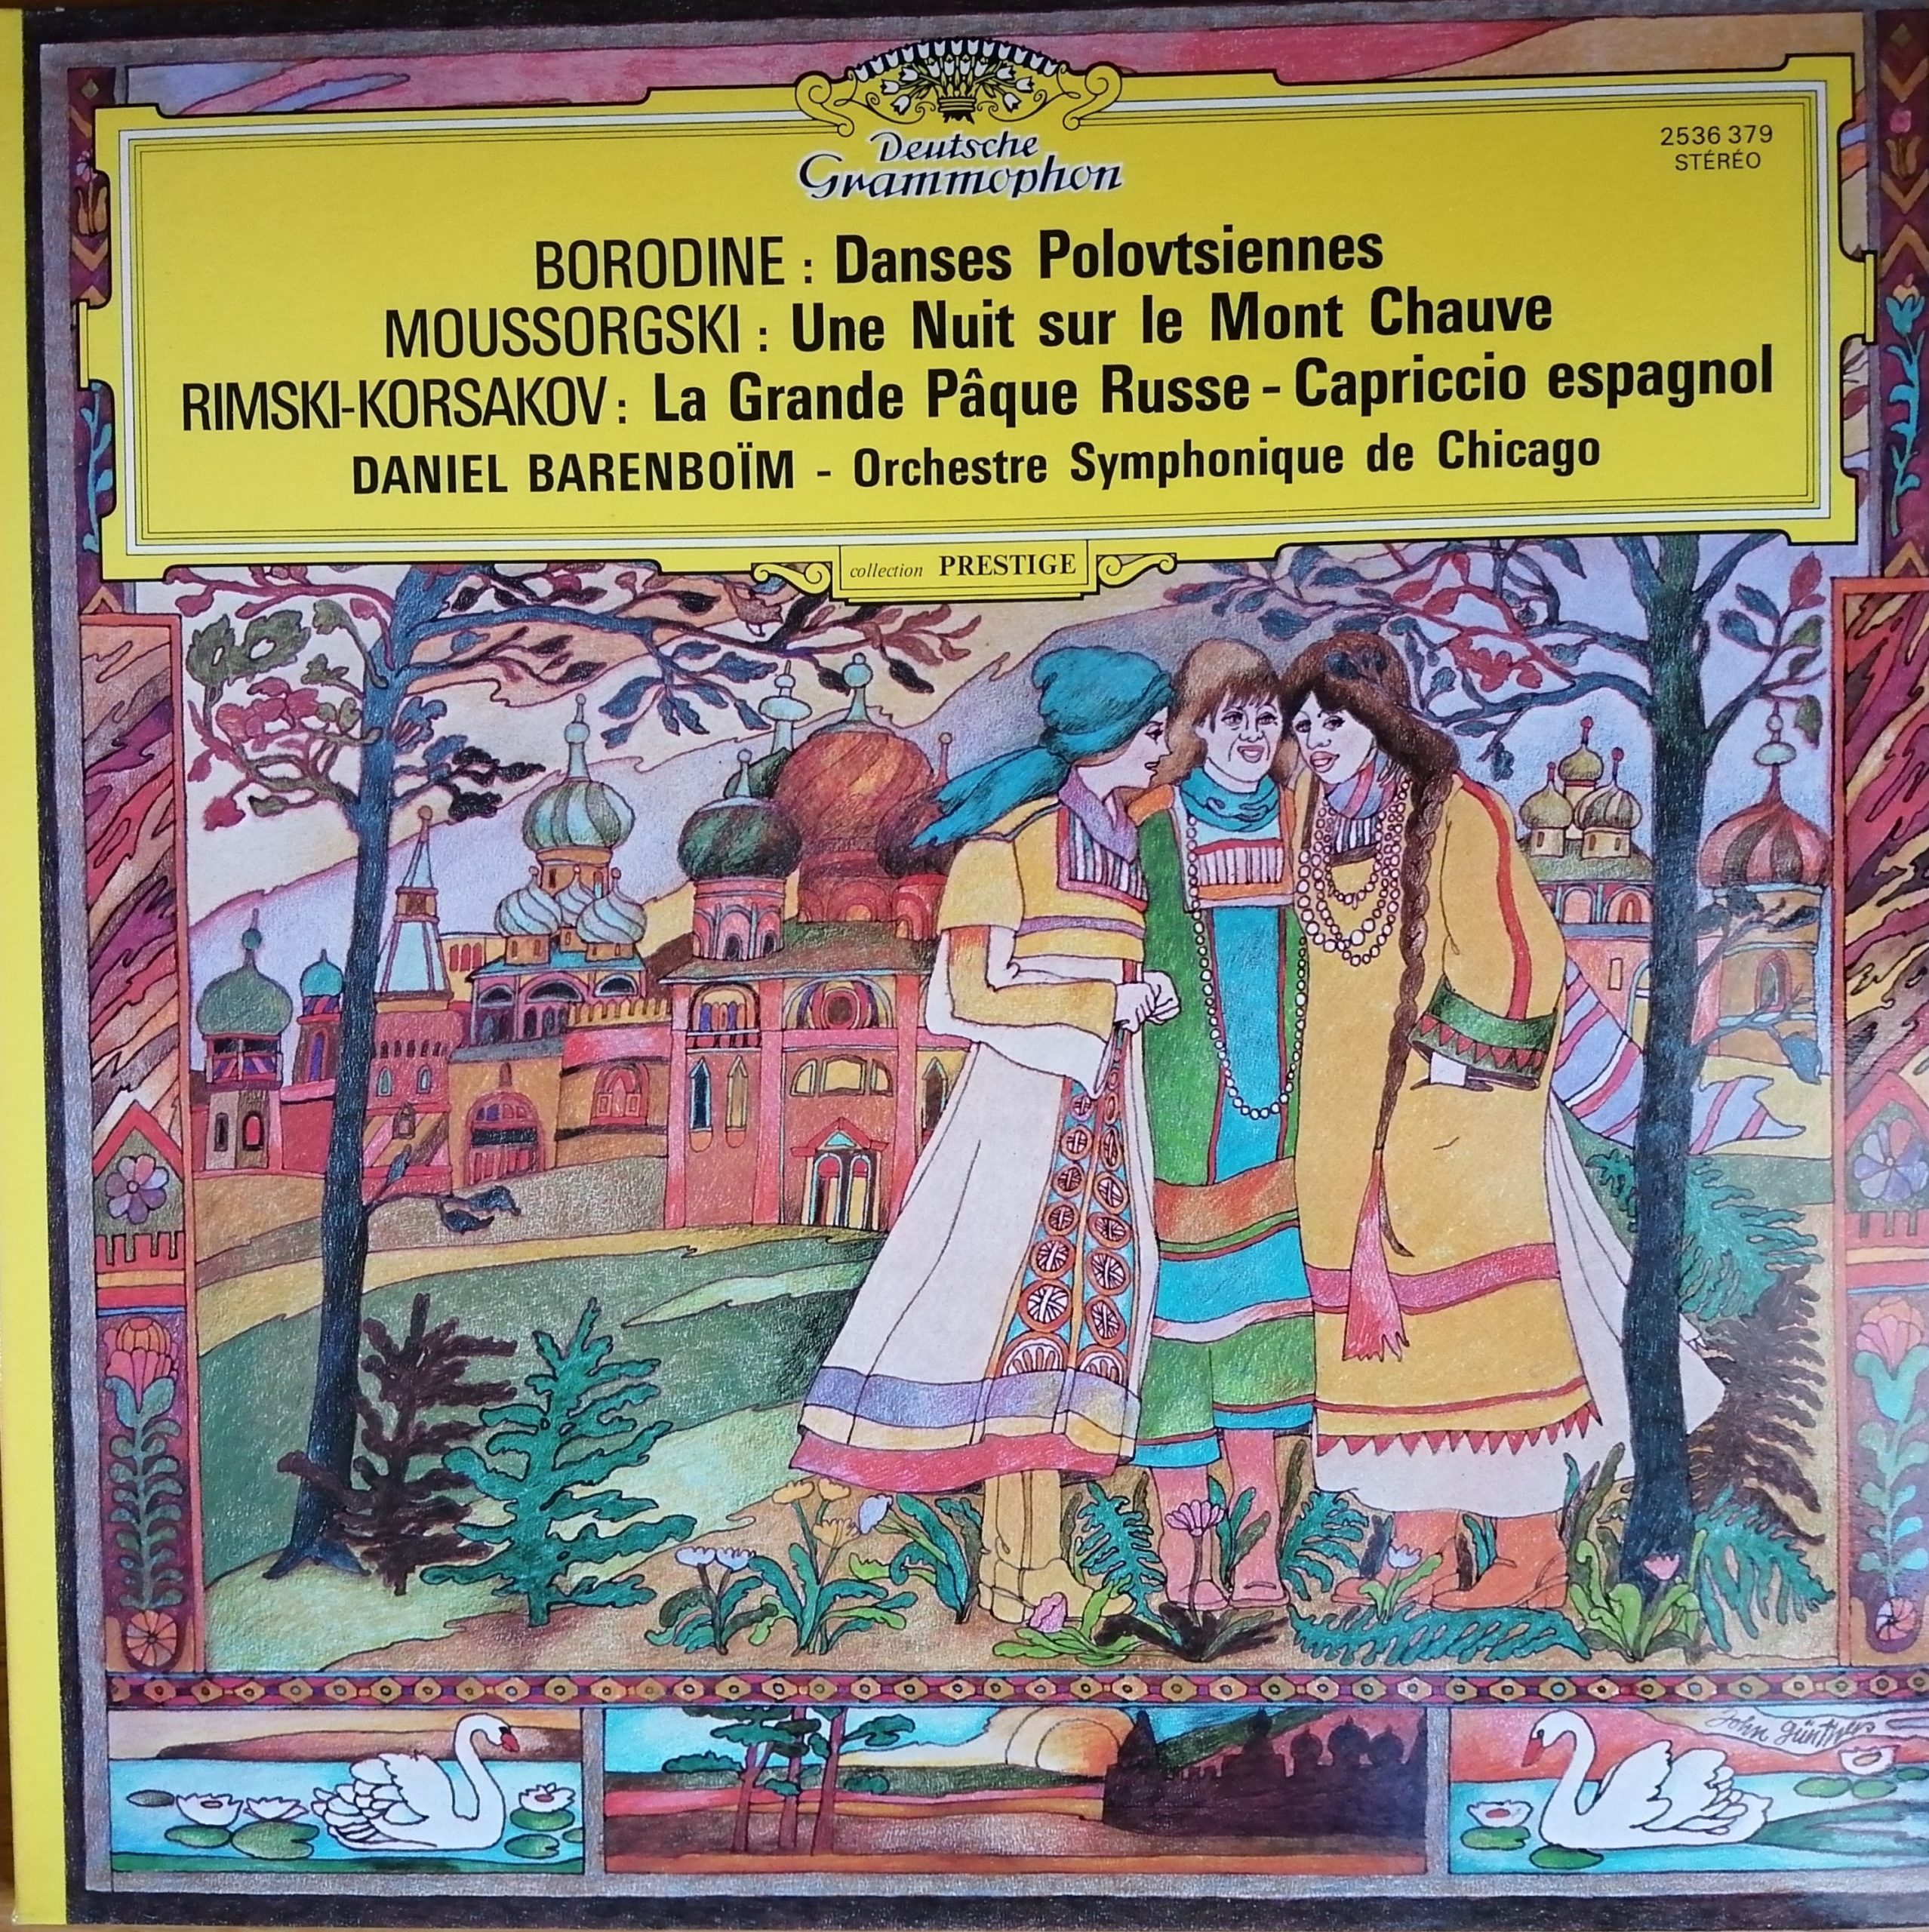 Deutsche
Grammophon
2536 379
STÉRÉO
BORODINE : Danses Polovtsiennes
MOUSSORGSKI : Une Nuit sur le Mont Chauve
RIMSKI-KORSAKOV : La Grande Pâque Russe - Capriccio espagnol
DANIEL BARENBOÏM - Orchestre Symphonique de Chicago
collection PRESTIGE